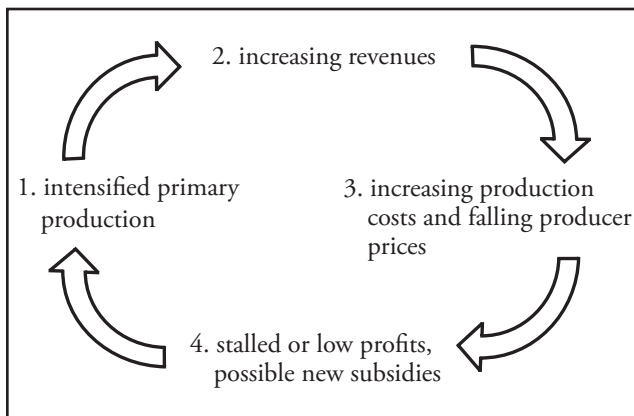 2. increasing revenues
1. intensified primary
production
3. increasing production
costs and falling producer
prices
4. stalled or low profits,
possible new subsidies